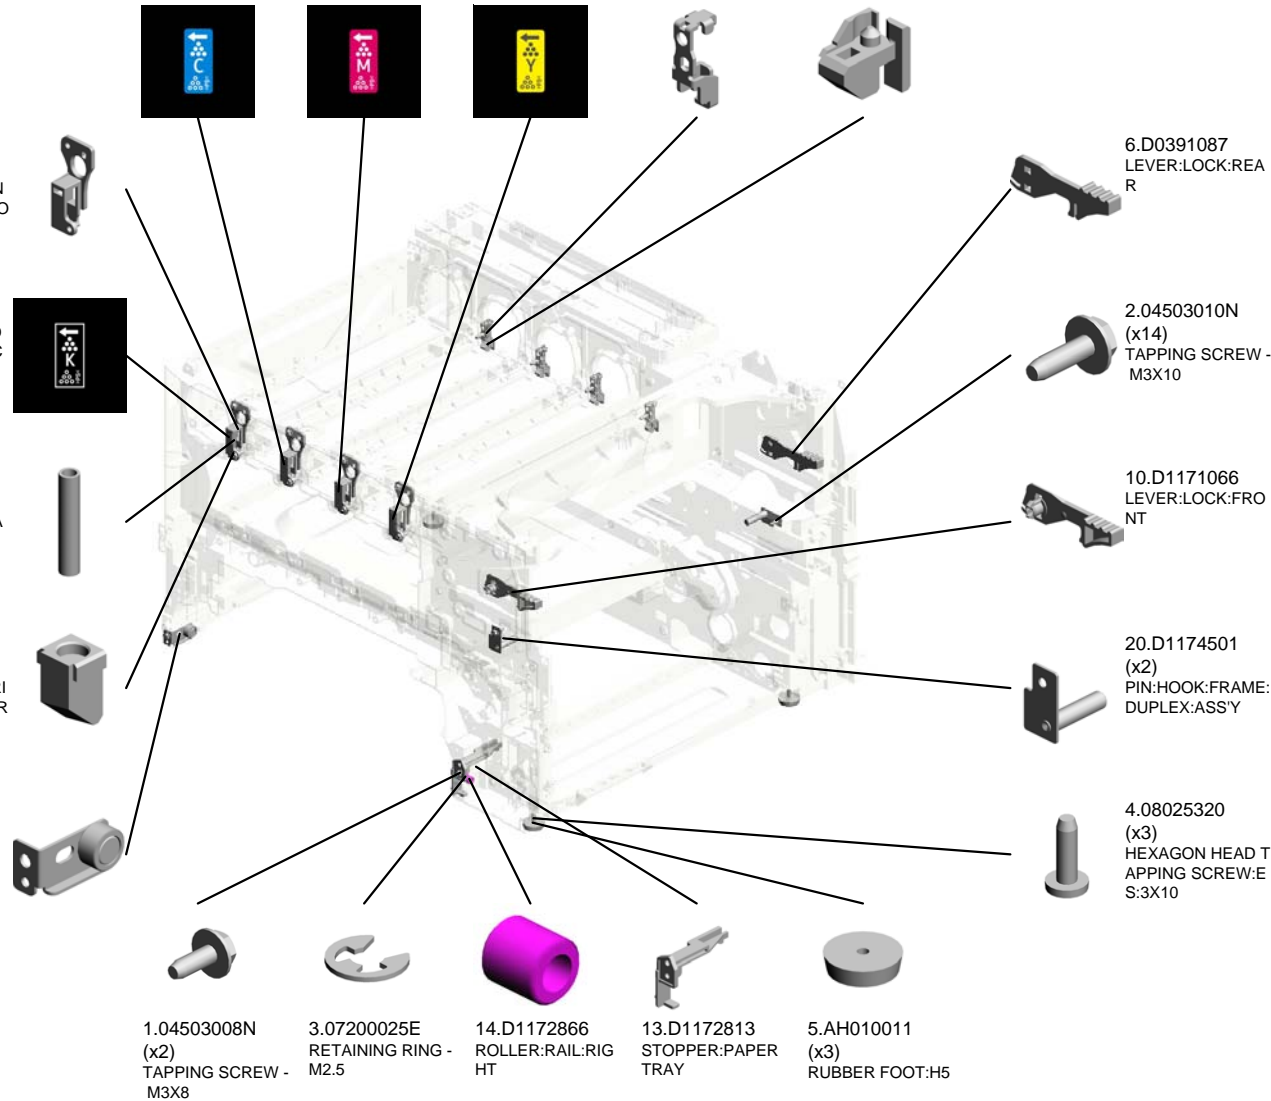 C
M
Y
6.D0391087
LEVER:LOCK:REA
R
N
O
2.04503010N
(x14)
TAPPING SCREW -
M3X10
K
10.D1171066
LEVER:LOCK:FRO
NT
A
20.D1174501
(x2)
PIN:HOOK:FRAME:
DUPLEX:ASS'Y
RI
R
4.08025320
(x3)
HEXAGON HEAD T
APPING SCREW:E
S:3X10
1.04503008N
(x2)
TAPPING SCREW -
M3X8
3.07200025E
RETAINING RING -
M2.5
14.D1172866
ROLLER:RAIL:RIG
HT
13.D1172813
STOPPER:PAPER
TRAY
5.AH010011
(x3)
RUBBER FOOT:H5